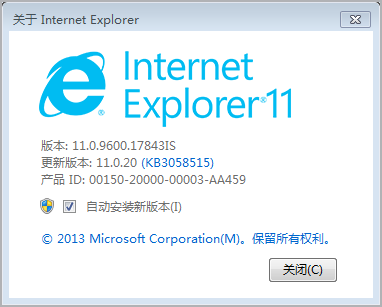 关于 Internet Explorer
Internet
Explorer®11
版本: 11.0.9600.17843IS
更新版本: 11.0.20 (KB3058515)
产品 ID: 00150-20000-00003-AA459
自动安装新版本(I)
© 2013 Microsoft Corporation(M)。保留所有权利。
关闭(C)